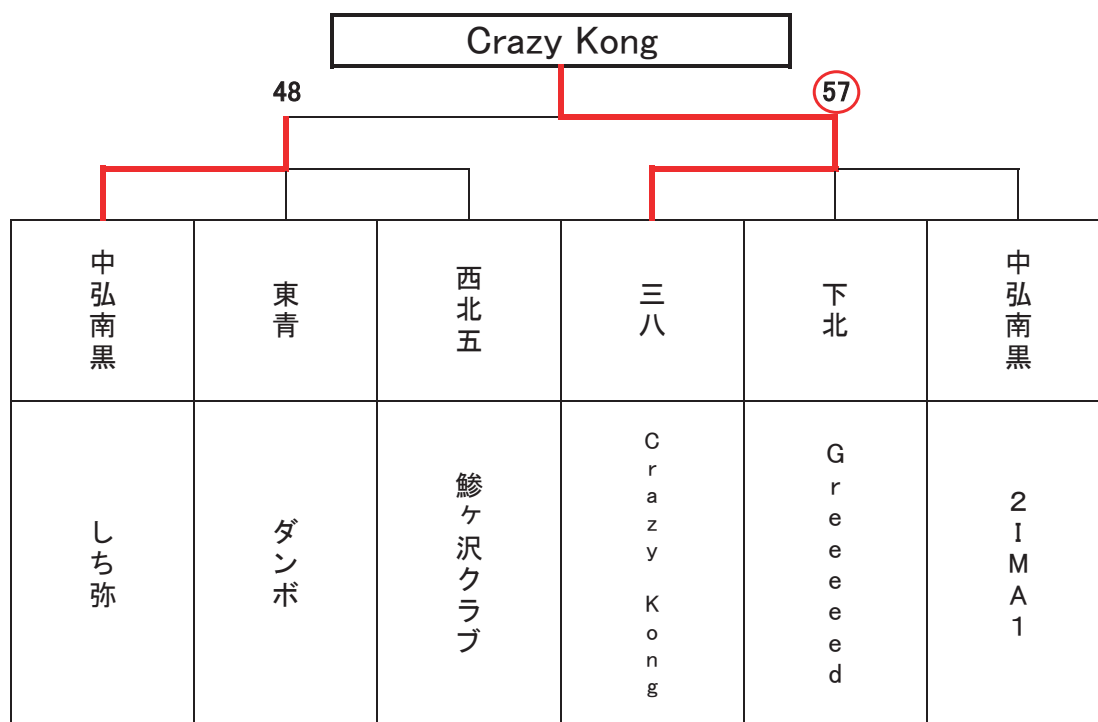 Crazy Kong
48
57
中弘南黒
東青
西北五
三八
下北
中弘南黒
しち弥
ダンボ
鯵ヶ沢クラブ
Crazy Kong
Greeeeed
2IMA1